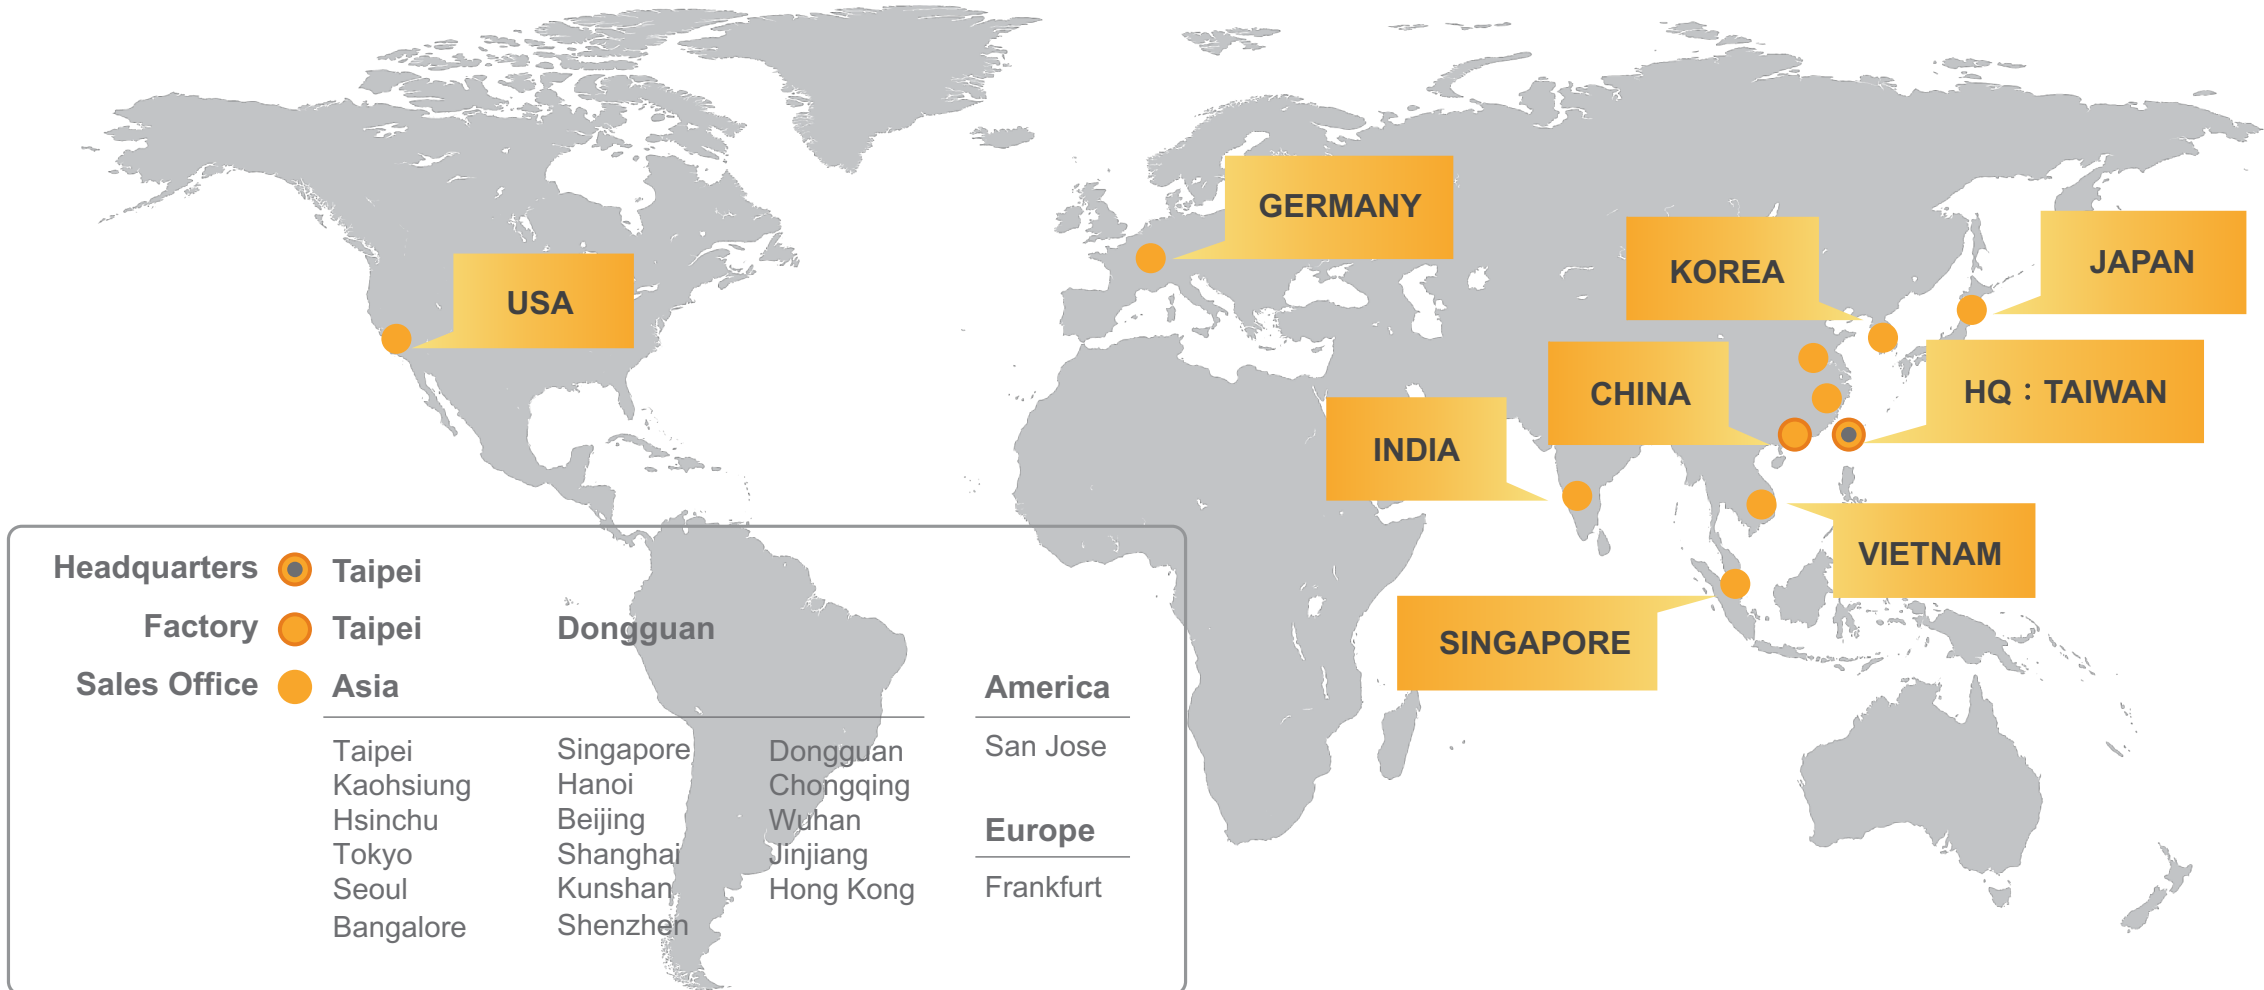 GERMANY
USA
KOREA
JAPAN
CHINA
HQ：TAIWAN
INDIA
VIETNAM
SINGAPORE
Headquarters Taipei
Factory Taipei Dongguan
Sales Office Asia
Taipei
Kaohsiung
Hsinchu
Tokyo
Seoul
Bangalore
Singapore
Hanoi
Beijing
Shanghai
Kunshan
Shenzhen
Dongguan
Chongqing
Wuhan
Jinjiang
Hong Kong
America
San Jose
Europe
Frankfurt